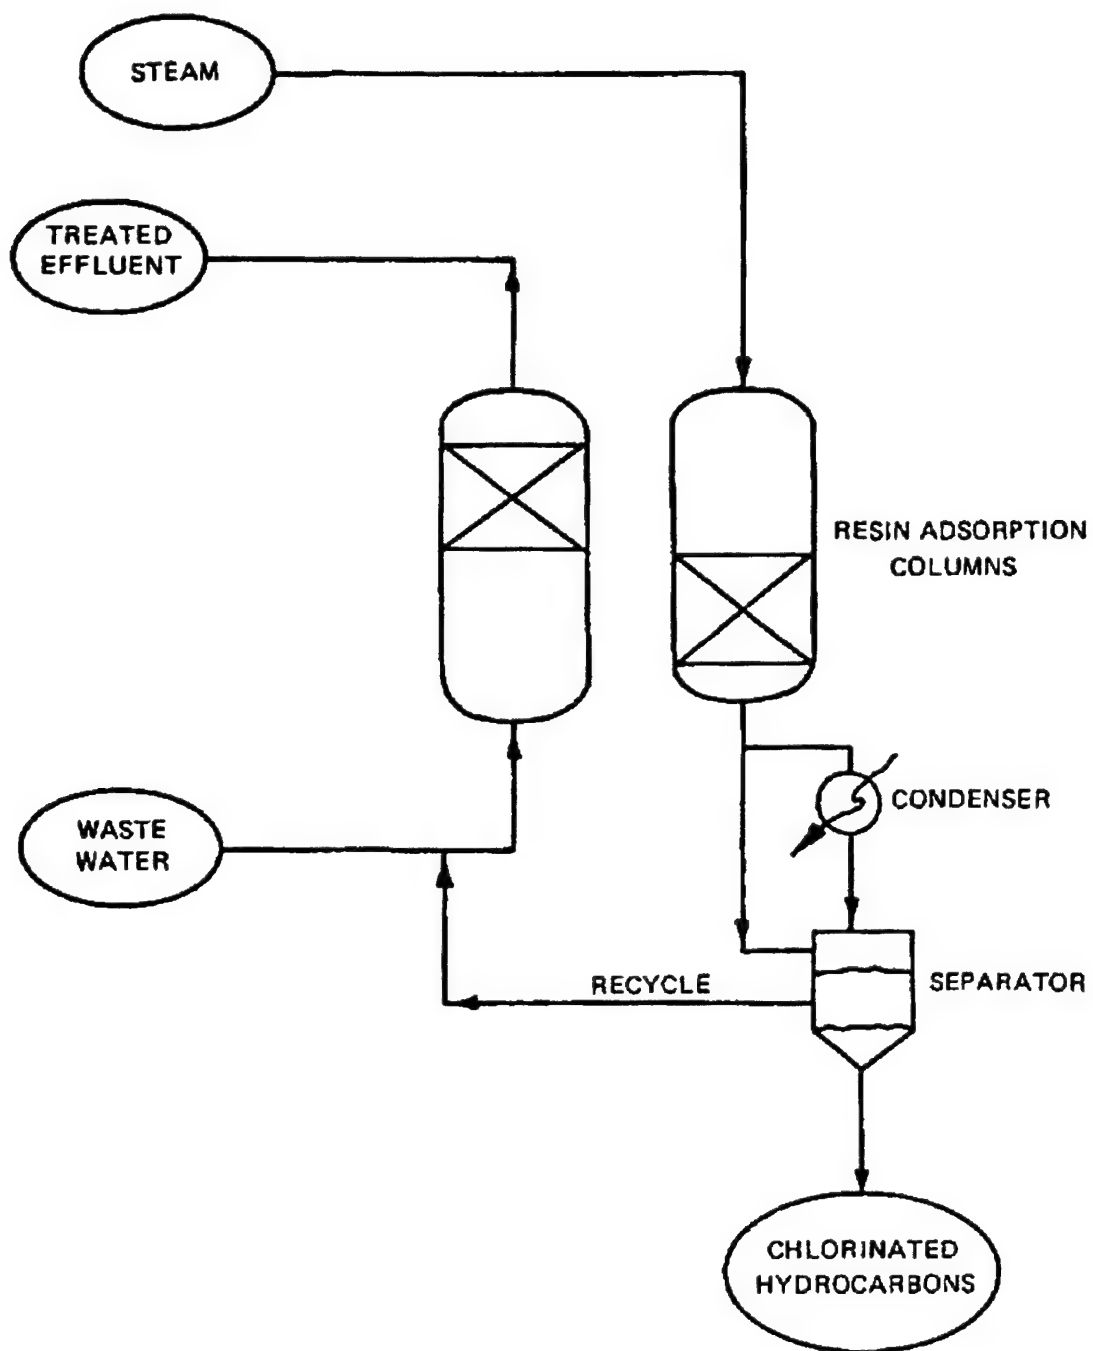 STEAM
TREATED
EFFLUENT
RESIN ADSORPTION
COLUMNS
WASTE
WATER
CONDENSER
RECYCLE
SEPARATOR
CHLORINATED
HYDROCARBONS